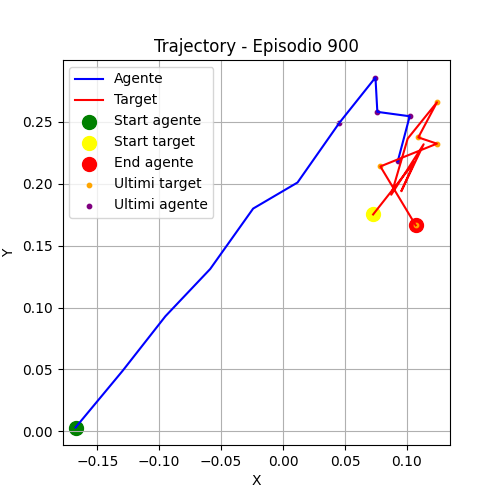 Trajectory - Episodio 900
Agente
Target
Start agente
Start target
End agente
Ultimi target
Ultimi agente
Y
0.25
0.20
0.15
0.10
0.05
0.00
−0.15 −0.10 −0.05 0.00 0.05 0.10
X